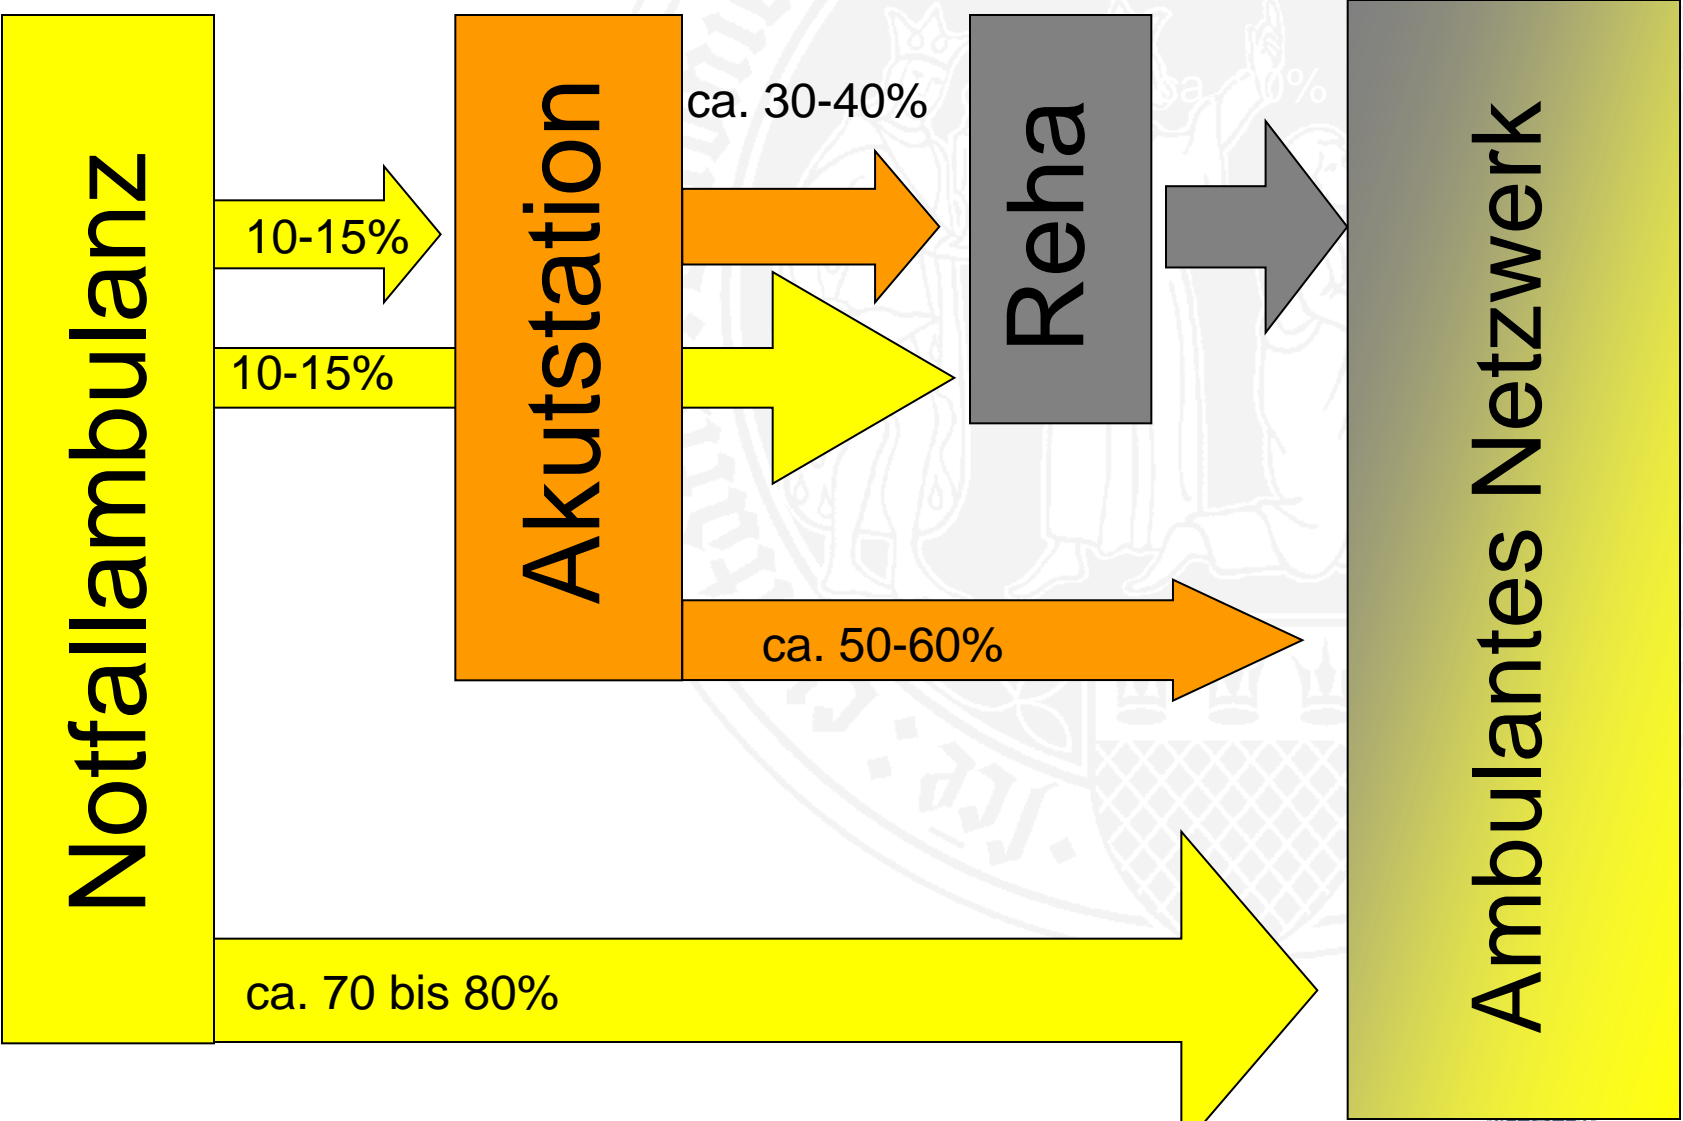 Notfallambulanz
10-15%
10-15%
Akutstation
ca. 30-40%
ca. 50-60%
ca. 70 bis 80%
Reha
Ambulantes Netzwerk